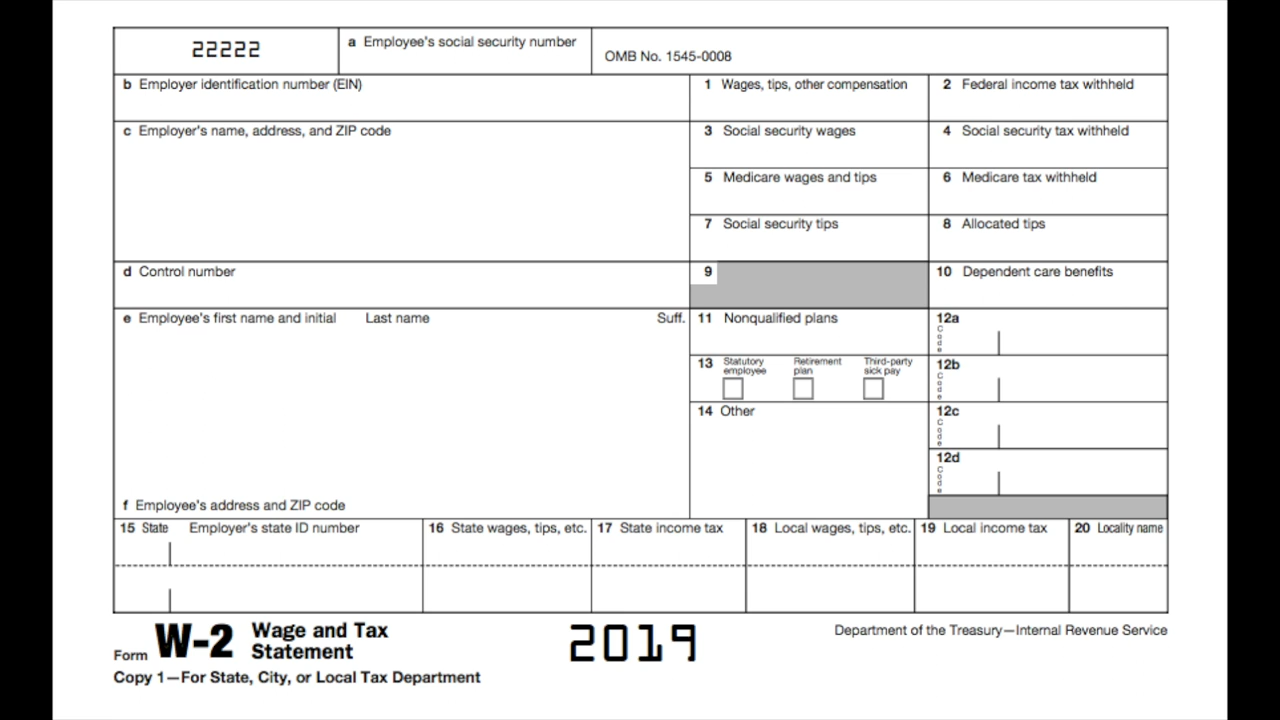 22222
a Employee's social security number
OMB No. 1545-0008
b Employer identification number (EIN)
1 Wages, tips, other compensation
2 Federal income tax withheld
c Employer's name, address, and ZIP code
3 Social security wages
4 Social security tax withheld
5 Medicare wages and tips
6 Medicare tax withheld
7 Social security tips
8 Allocated tips
d Control number
9
10 Dependent care benefits
e Employee's first name and initial
Last name
Suff.
11 Nonqualified plans
12a
Code
13
Statutory
employee
Retirement
plan
Third-party
sick pay
12b
Code
14 Other
12c
Code
12d
Code
f Employee's address and ZIP code
15 State
Employer's state ID number
16 State wages, tips, etc.
17 State income tax
18 Local wages, tips, etc.
19 Local income tax
20 Locality name
Form W-2
Wage and Tax
Statement
2019
Department of the Treasury—Internal Revenue Service
Copy 1—For State, City, or Local Tax Department